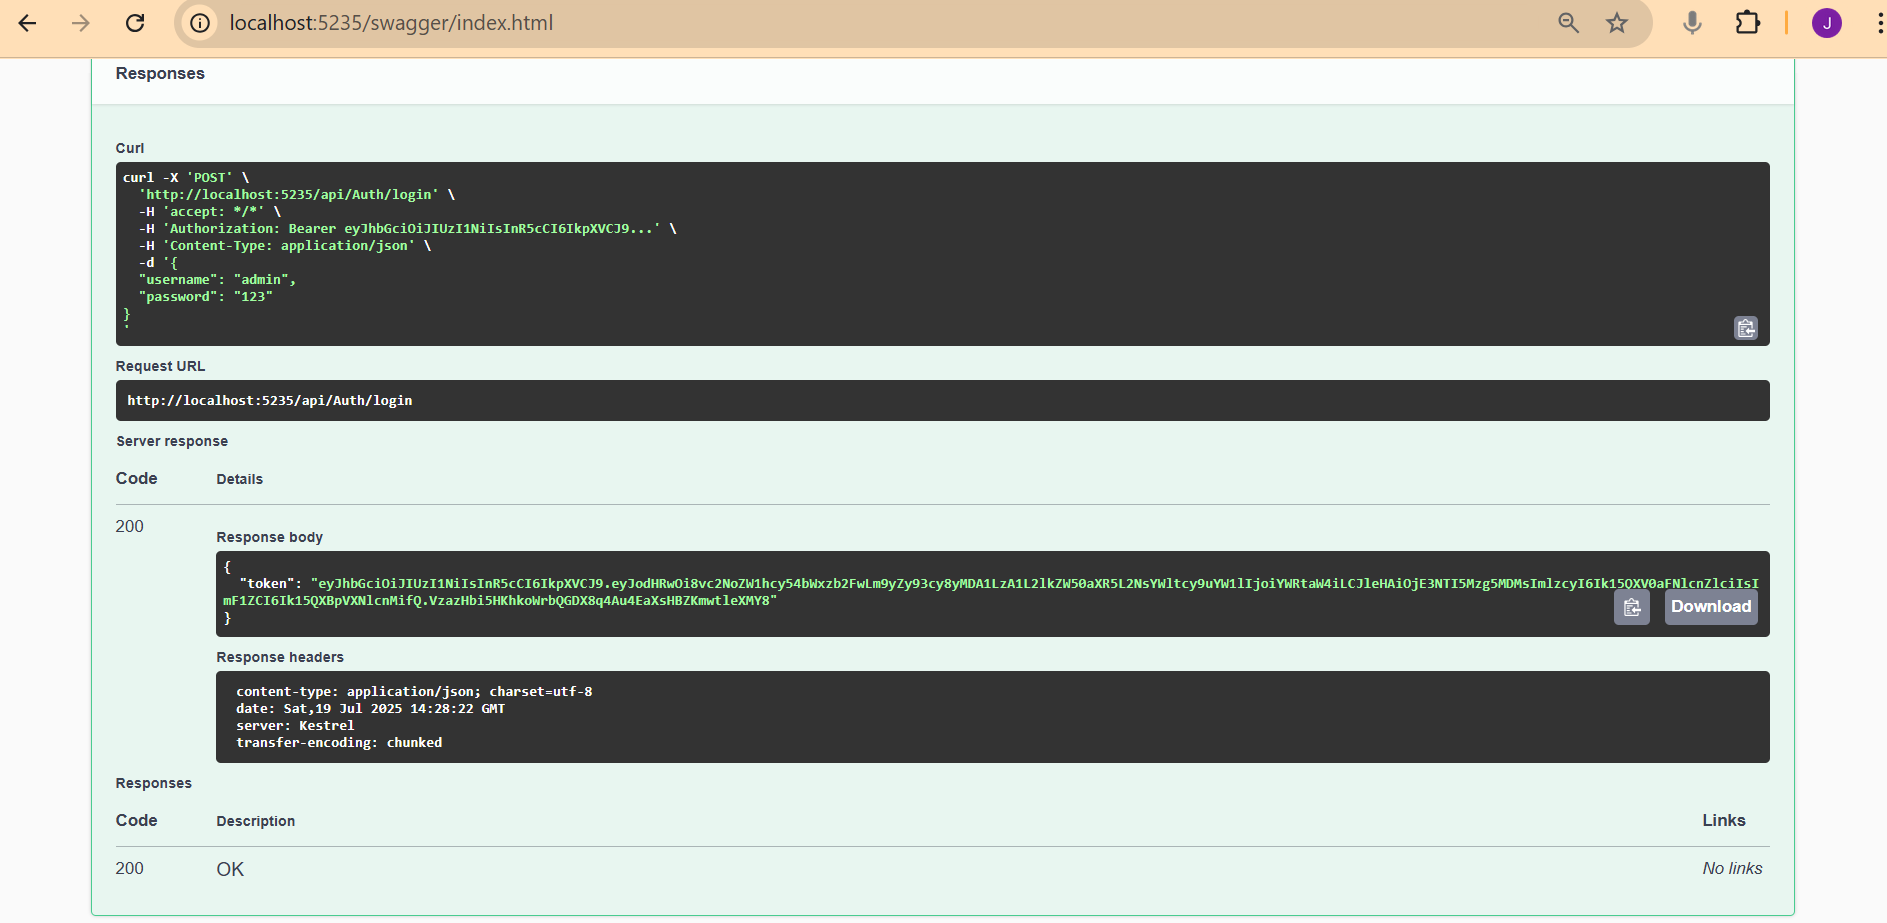 localhost:5235/swagger/index.html
J
Responses
Curl
curl -X 'POST' \
'http://localhost:5235/api/Auth/login' \
-H 'accept: */*' \
-H 'Authorization: Bearer eyJhbGciOiJIUzI1NiIsInR5cCI6IkpXVCJ9...' \
-H 'Content-Type: application/json' \
-d '{
"username": "admin",
"password": "123"
}
'
Request URL
http://localhost:5235/api/Auth/login
Server response
Code Details
200
Response body
{
"token": "eyJhbGciOiJIUzI1NiIsInR5cCI6IkpXVCJ9.eyJodHRwOi8vc2NoZW1hcy54bWxzb2FwLm9yZy93cy8yMDA1LzA1L2lkZW50aXR5L2NsYWltcy9uYW1lIjoiYWRtaW4iLCJleHAiOjE3NTI5Mzg5MDMsImlzcyI6Ik15QXV0aFNlcnZlciIsI
mF1ZCI6Ik15QXBpVXNlcnMifQ.VzazHbi5HKhkoWrbQGDX8q4Au4EaXsHBZKmwtleXMY8"
}
Download
Response headers
content-type: application/json; charset=utf-8
date: Sat,19 Jul 2025 14:28:22 GMT
server: Kestrel
transfer-encoding: chunked
Responses
Code Description Links
200 OK No links